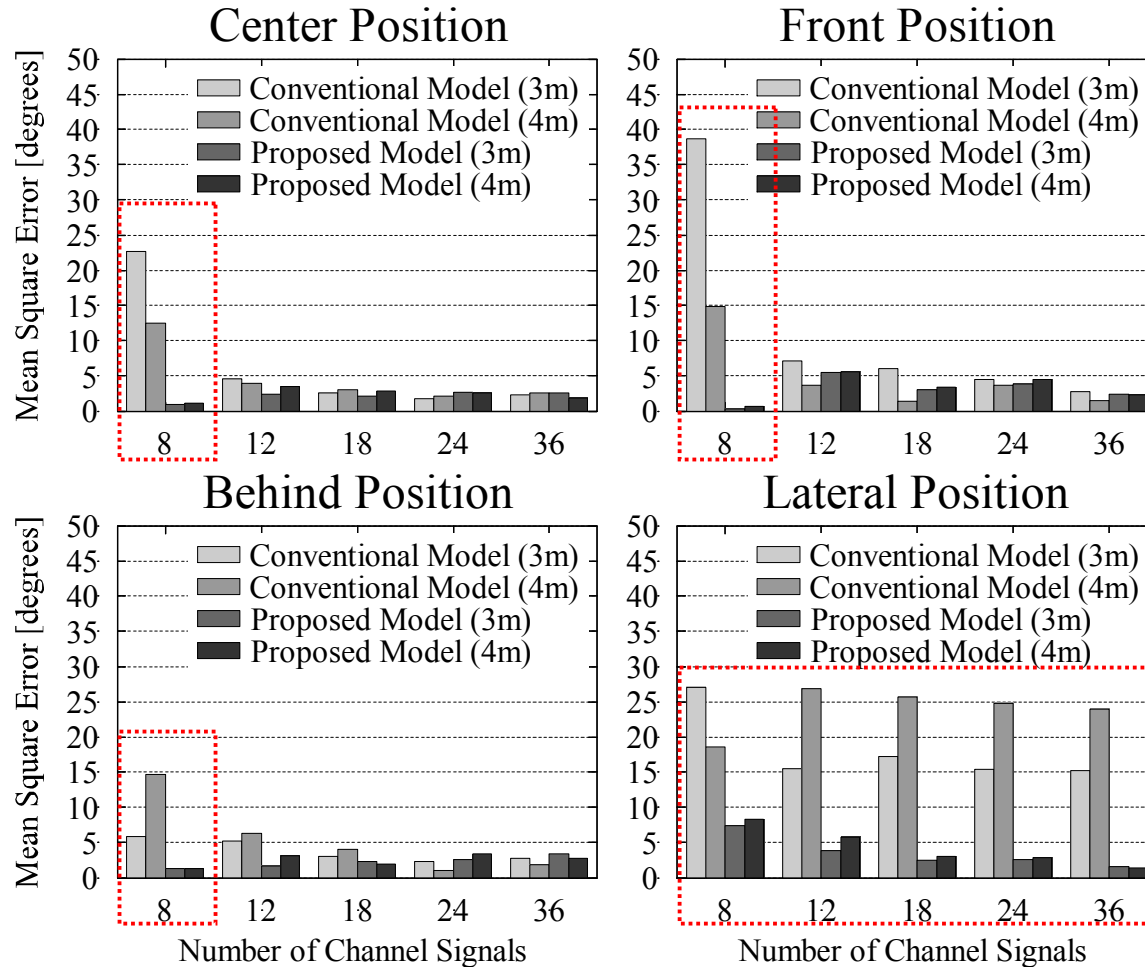 Center Position
Mean Square Error [degrees]
50
45
40
35
30
25
20
15
10
5
0
Conventional Model (3m)
Conventional Model (4m)
Proposed Model (3m)
Proposed Model (4m)
8 12 18 24 36
Front Position
50
45
40
35
30
25
20
15
10
5
0
Conventional Model (3m)
Conventional Model (4m)
Proposed Model (3m)
Proposed Model (4m)
8 12 18 24 36
Behind Position
Mean Square Error [degrees]
50
45
40
35
30
25
20
15
10
5
0
Conventional Model (3m)
Conventional Model (4m)
Proposed Model (3m)
Proposed Model (4m)
8 12 18 24 36
Number of Channel Signals
Lateral Position
50
45
40
35
30
25
20
15
10
5
0
Conventional Model (3m)
Conventional Model (4m)
Proposed Model (3m)
Proposed Model (4m)
8 12 18 24 36
Number of Channel Signals